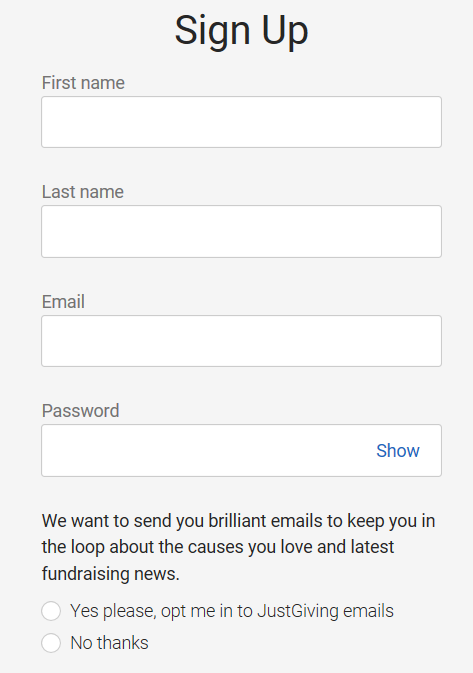 Sign Up
First name
Last name
Email
Password
Show
We want to send you brilliant emails to keep you in
the loop about the causes you love and latest
fundraising news.
Yes please, opt me in to JustGiving emails
No thanks